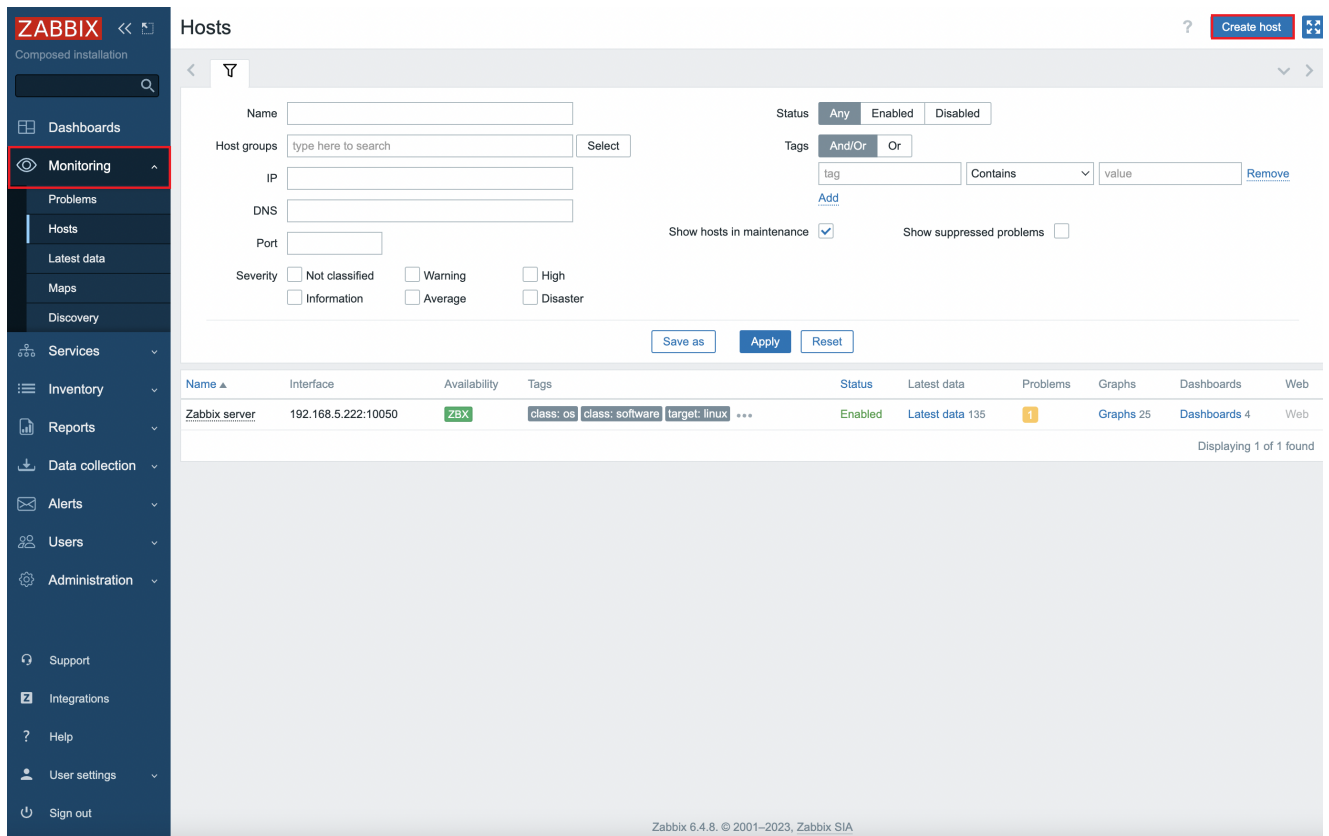 ZABBIX
Composed installation
Dashboards
Monitoring
Problems
Hosts
Latest data
Maps
Discovery
Services
Inventory
Reports
Data collection
Alerts
Users
Administration
Support
Z Integrations
? Help
User settings
Sign out
Hosts
? Create host
Name
Host groups type here to search Select
IP
DNS
Port
Severity Not classified Warning High
Information Average Disaster
Status Any Enabled Disabled
Tags And/Or Or
tag Contains value Remove
Add
Show hosts in maintenance Show suppressed problems
Save as Apply Reset
Name Interface Availability Tags Status Latest data Problems Graphs Dashboards Web
Zabbix server 192.168.5.222:10050 ZBX class: os class: software target: linux ••• Enabled Latest data 135 1 Graphs 25 Dashboards 4 Web
Displaying 1 of 1 found
Zabbix 6.4.8. © 2001–2023, Zabbix SIA